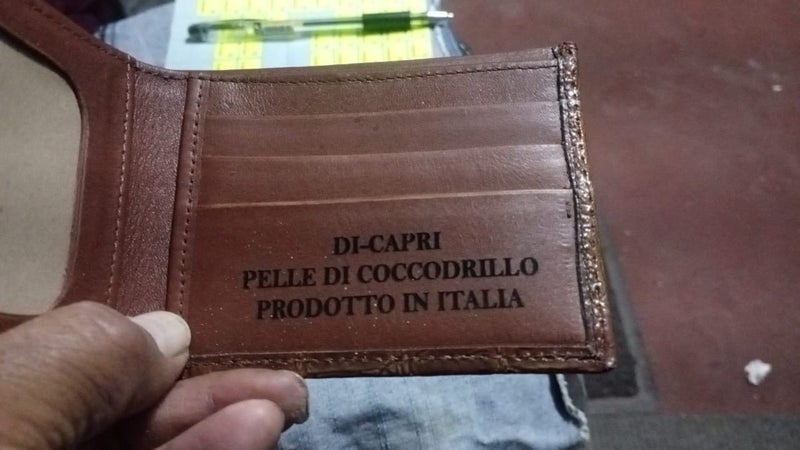 DI-CAPRI
PELLE DI COCCODRILLO
PRODOTTO IN ITALIA